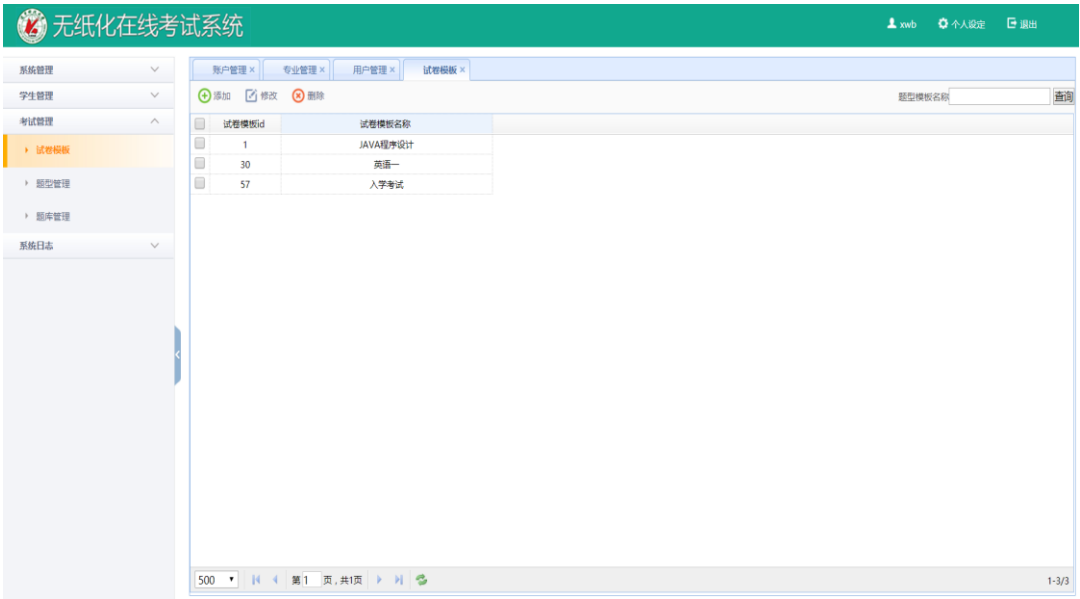 无纸化在线考试系统
xwb 个人设定 退出
系统管理
学生管理
考试管理
试卷模板
题型管理
题库管理
系统日志
账户管理 × 专业管理 × 用户管理 × 试卷模板 ×
添加 修改 删除 题型模板名称 查询
试卷模板id 试卷模板名称
1 JAVA程序设计
30 英语一
57 入学考试
500 第 1 页 , 共1页 1-3/3